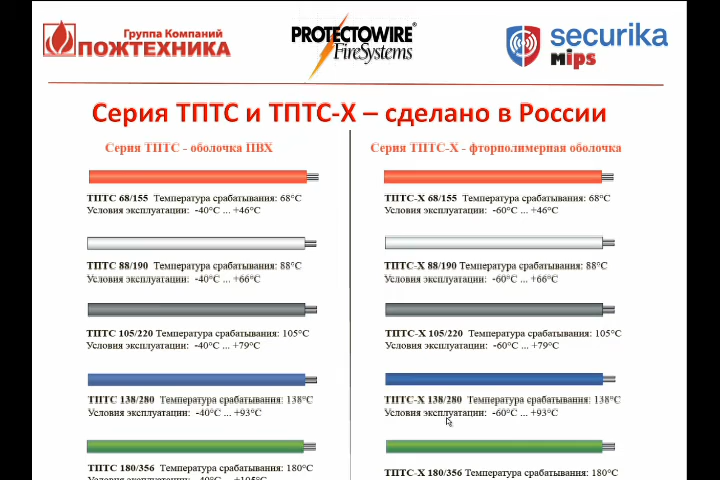 Группа Компаний
ПОЖТЕХНИКА
PROTECTOWIRE®
FireSystems
securika
Mips
Серия ТПТС и ТПТС-X – сделано в России
Серия ТПТС - оболочка ПВХ
ТПТС 68/155 Температура срабатывания: 68°C
Условия эксплуатации: -40°C ... +46°C
ТПТС 88/190 Температура срабатывания: 88°C
Условия эксплуатации: -40°C ... +66°C
ТПТС 105/220 Температура срабатывания: 105°C
Условия эксплуатации: -40°C ... +79°C
ТПТС 138/280 Температура срабатывания: 138°C
Условия эксплуатации: -40°C ... +93°C
ТПТС 180/356 Температура срабатывания: 180°C
Условия эксплуатации: -40°C ... +105°C
Серия ТПТС-X - фторполимерная оболочка
ТПТС-X 68/155 Температура срабатывания: 68°C
Условия эксплуатации: -60°C ... +46°C
ТПТС-X 88/190 Температура срабатывания: 88°C
Условия эксплуатации: -60°C ... +66°C
ТПТС-X 105/220 Температура срабатывания: 105°C
Условия эксплуатации: -60°C ... +79°C
ТПТС-X 138/280 Температура срабатывания: 138°C
Условия эксплуатации: -60°C ... +93°C
ТПТС-X 180/356 Температура срабатывания: 180°C